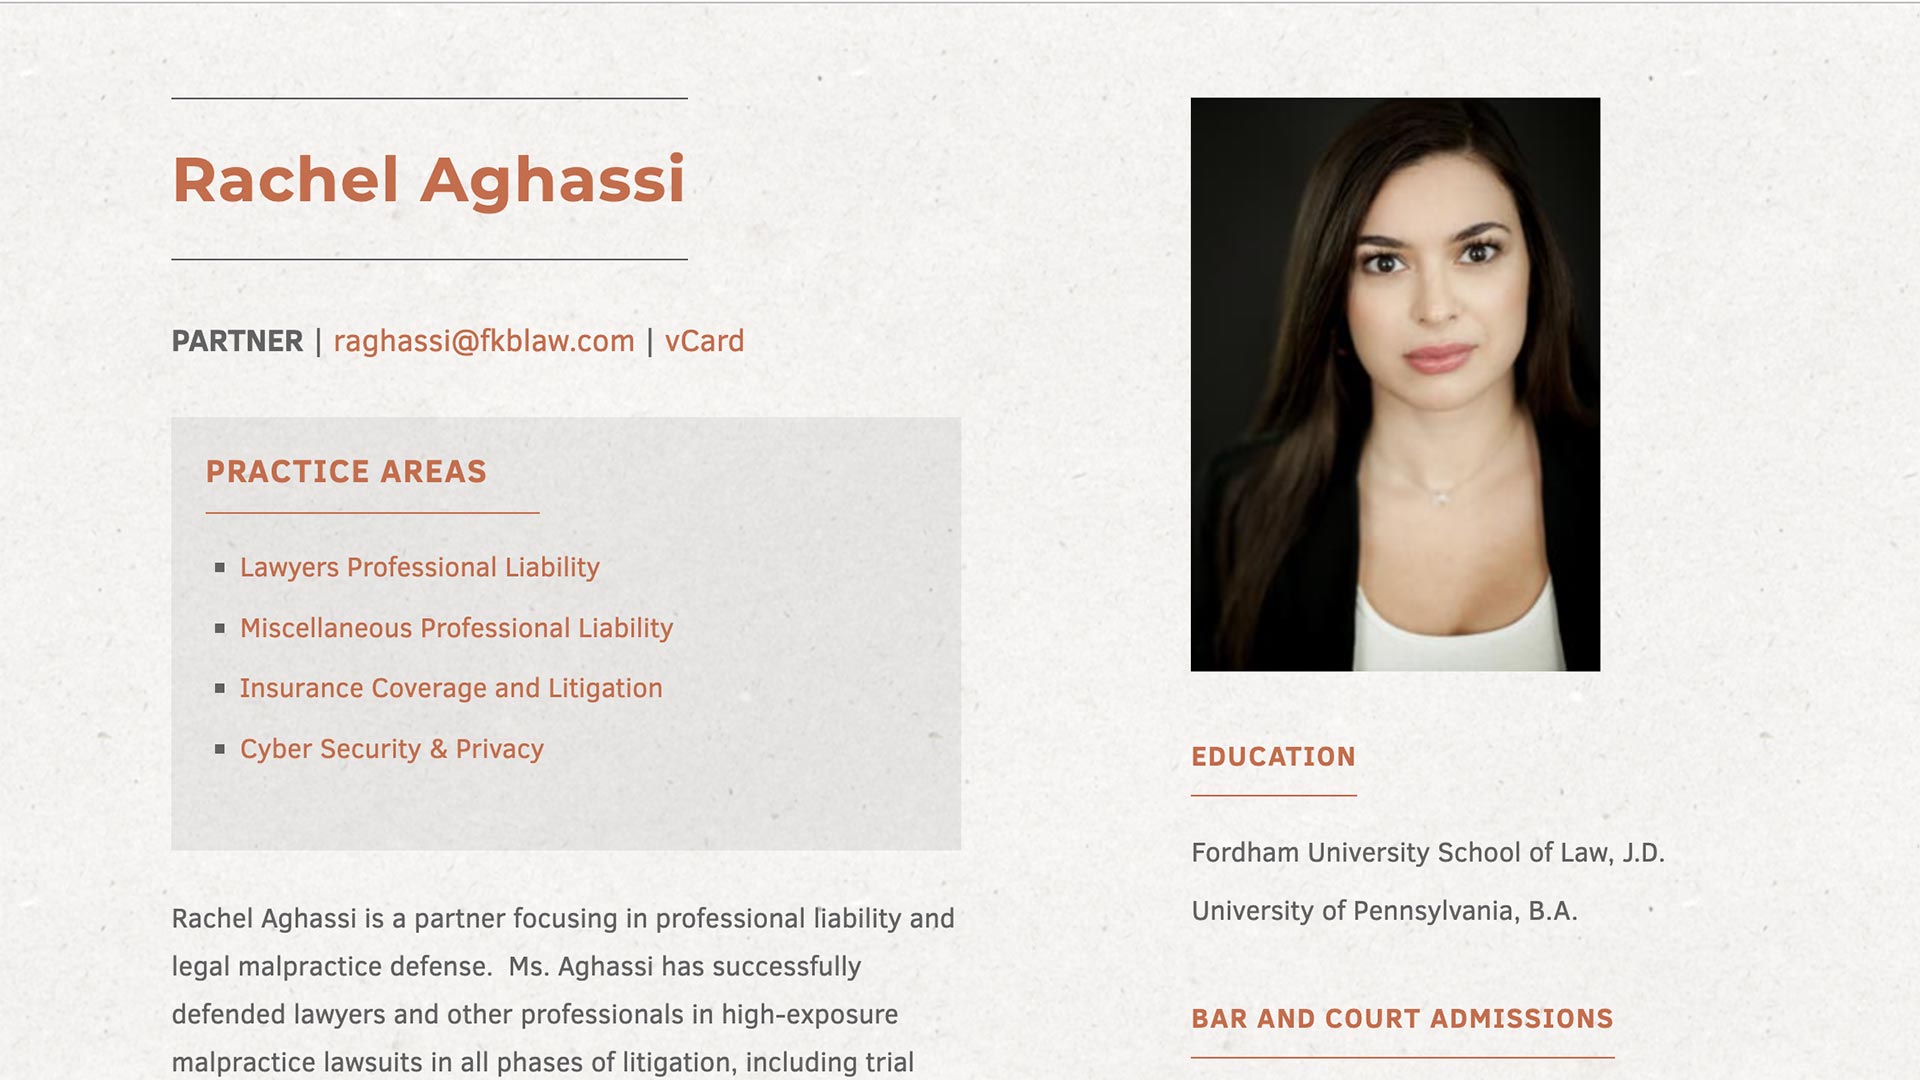 Rachel Aghassi
PARTNER | raghassi@fkblaw.com | vCard
PRACTICE AREAS
Lawyers Professional Liability
Miscellaneous Professional Liability
Insurance Coverage and Litigation
Cyber Security & Privacy
Rachel Aghassi is a partner focusing in professional liability and
legal malpractice defense.  Ms. Aghassi has successfully
defended lawyers and other professionals in high-exposure
malpractice lawsuits in all phases of litigation, including trial
EDUCATION
Fordham University School of Law, J.D.
University of Pennsylvania, B.A.
BAR AND COURT ADMISSIONS